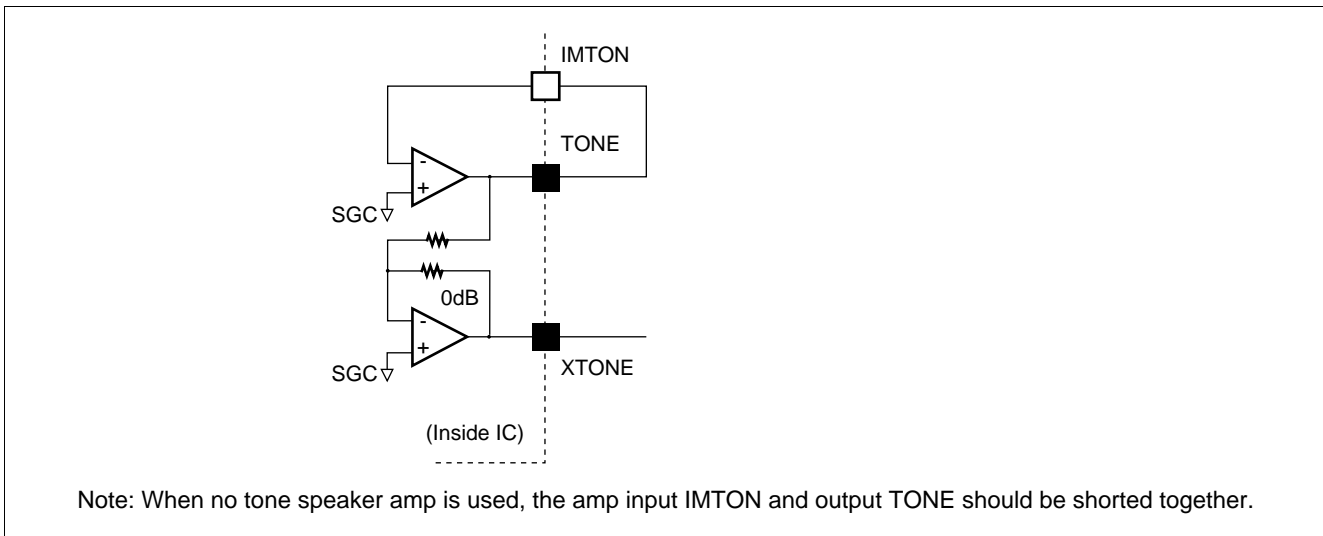 IMTON
TONE
-
+
SGC
0dB
-
+
SGC
XTONE
(Inside IC)
Note: When no tone speaker amp is used, the amp input IMTON and output TONE should be shorted together.